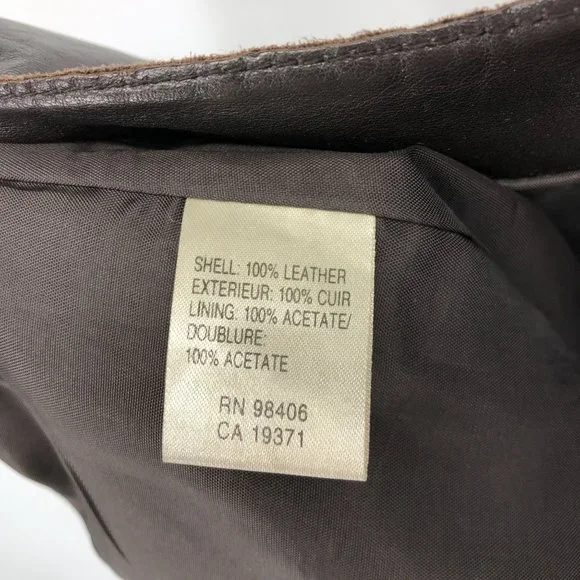 SHELL: 100% LEATHER
EXTERIEUR: 100% CUIR
LINING: 100% ACETATE/
DOUBLURE:
100% ACETATE
RN 98406
CA 19371